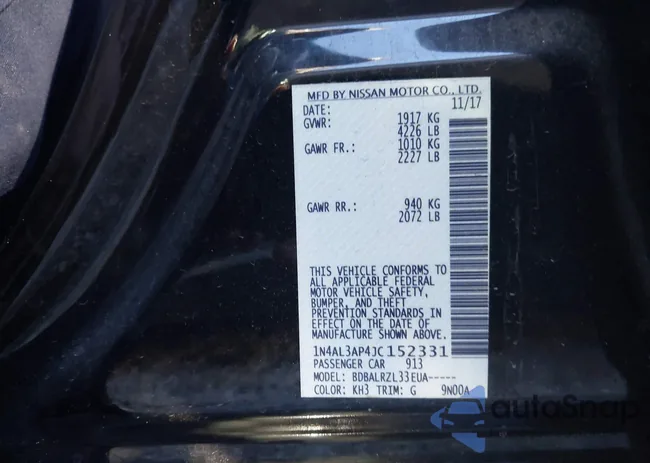 MFD BY NISSAN MOTOR CO., LTD.
DATE: 11/17
GVWR: 1917 KG
4226 LB
GAWR FR.: 1010 KG
2227 LB
GAWR RR.: 940 KG
2072 LB
THIS VEHICLE CONFORMS TO
ALL APPLICABLE FEDERAL
MOTOR VEHICLE SAFETY,
BUMPER, AND THEFT
PREVENTION STANDARDS IN
EFFECT ON THE DATE OF
MANUFACTURE SHOWN ABOVE.
1N4AL3AP4JC152331
PASSENGER CAR 913
MODEL: BDBALRZL33EUA-----
COLOR: KH3 TRIM: G 9N00A
autoSnap